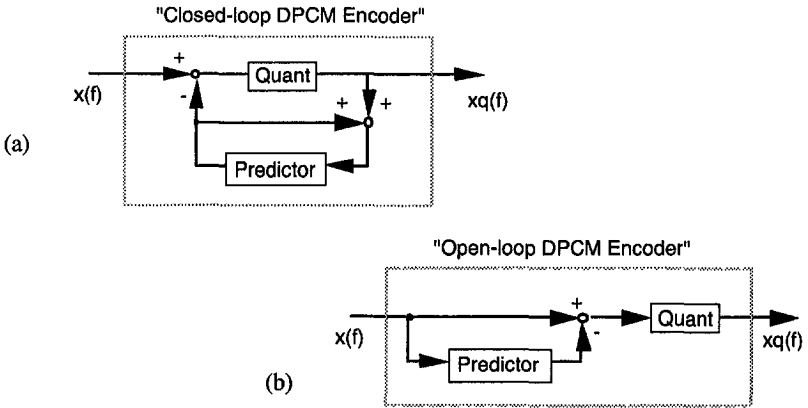 "Closed-loop DPCM Encoder"
+
Quant
x(f)
-
+ +
xq(f)
(a)
Predictor
"Open-loop DPCM Encoder"
+
Quant
x(f)
-
xq(f)
Predictor
(b)